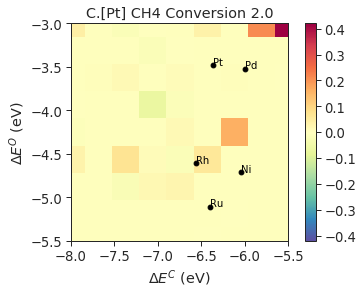 C.[Pt] CH4 Conversion 2.0
−3.0
−3.5
−4.0
−4.5
−5.0
−5.5
ΔE^O (eV)
Pt
Pd
Rh
Ni
Ru
−8.0 −7.5 −7.0 −6.5 −6.0 −5.5
ΔE^C (eV)
0.4
0.3
0.2
0.1
0.0
−0.1
−0.2
−0.3
−0.4